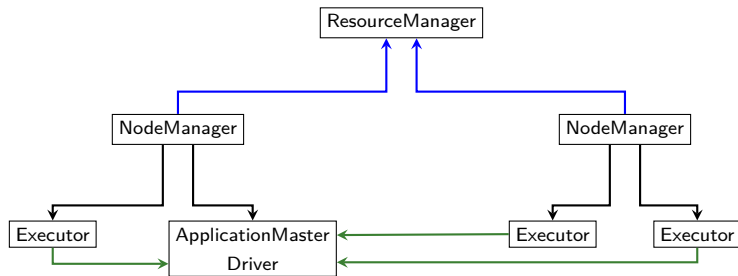 ResourceManager
NodeManager
NodeManager
Executor
ApplicationMaster
Driver
Executor
Executor